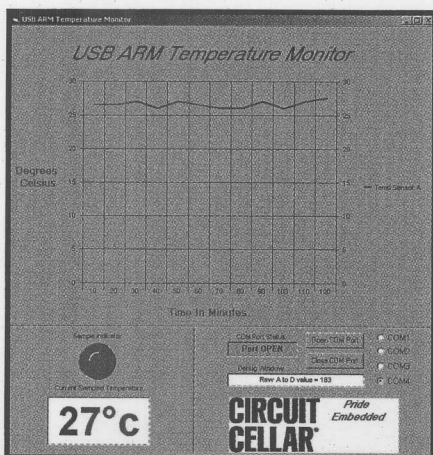 USB ARM Temperature Monitor
USB ARM Temperature Monitor
30 30
25 25
20 20
15 15
10 10
5 5
0 0
Degrees
Celsius
Temp Sensor A
10 20 30 40 50 60 70 80 90 100 110 120
Time In Minutes
Sample Indicator
Current Sampled Temperature
27°C
COM Port Status
Port OPEN
Open COM Port
Close COM Port
Debug Window
Raw A to D value = 183
COM1
COM2
COM3
COM4
CIRCUIT
CELLAR®
Pride
Embedded